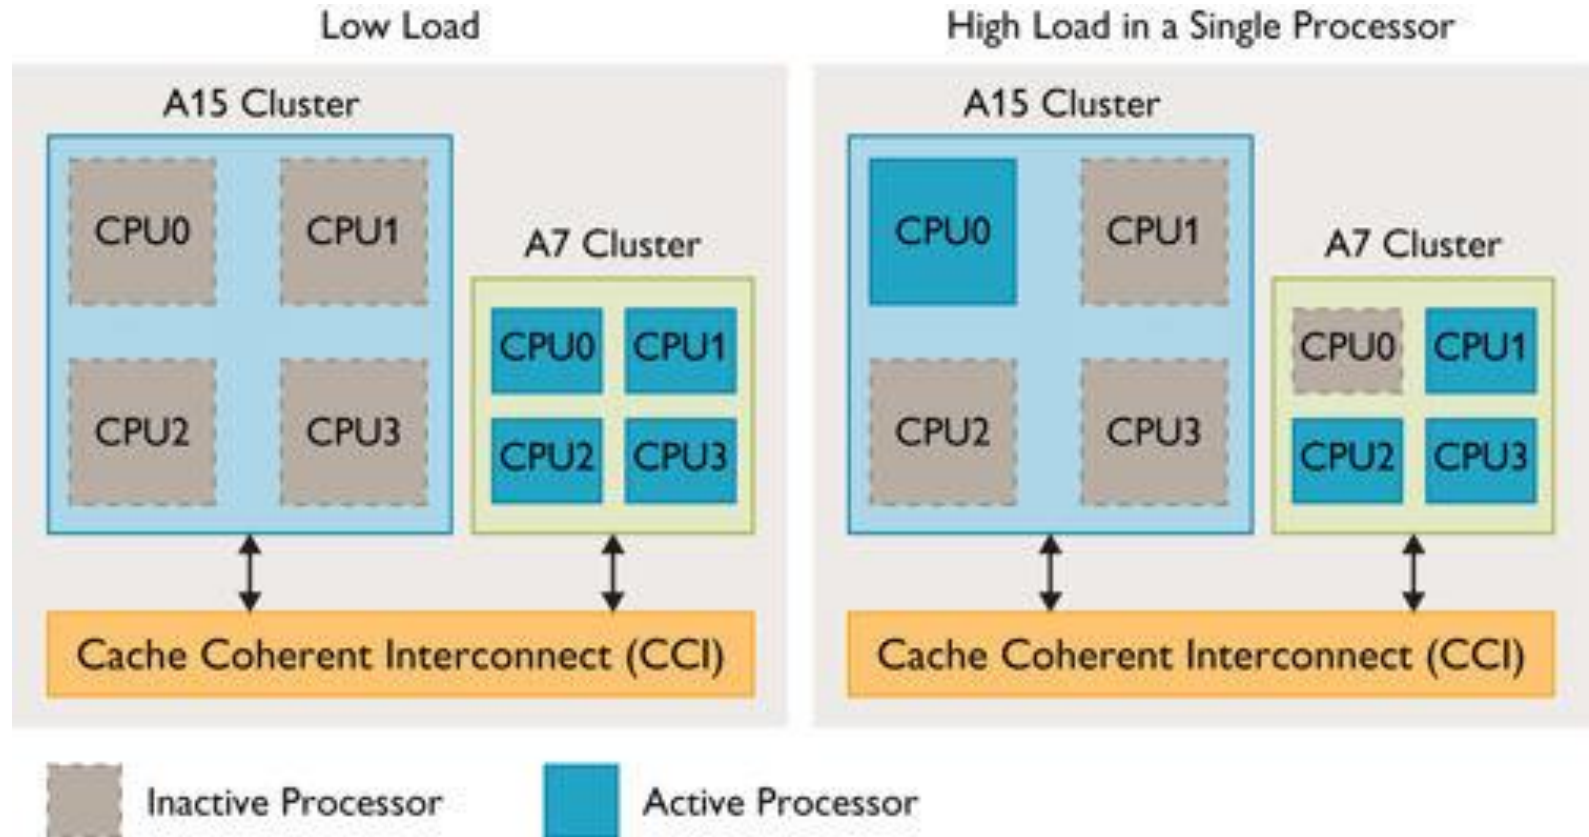 Low Load
A15 Cluster
CPU0 CPU1
CPU2 CPU3
A7 Cluster
CPU0 CPU1
CPU2 CPU3
Cache Coherent Interconnect (CCI)
High Load in a Single Processor
A15 Cluster
CPU0 CPU1
CPU2 CPU3
A7 Cluster
CPU0 CPU1
CPU2 CPU3
Cache Coherent Interconnect (CCI)
Inactive Processor
Active Processor